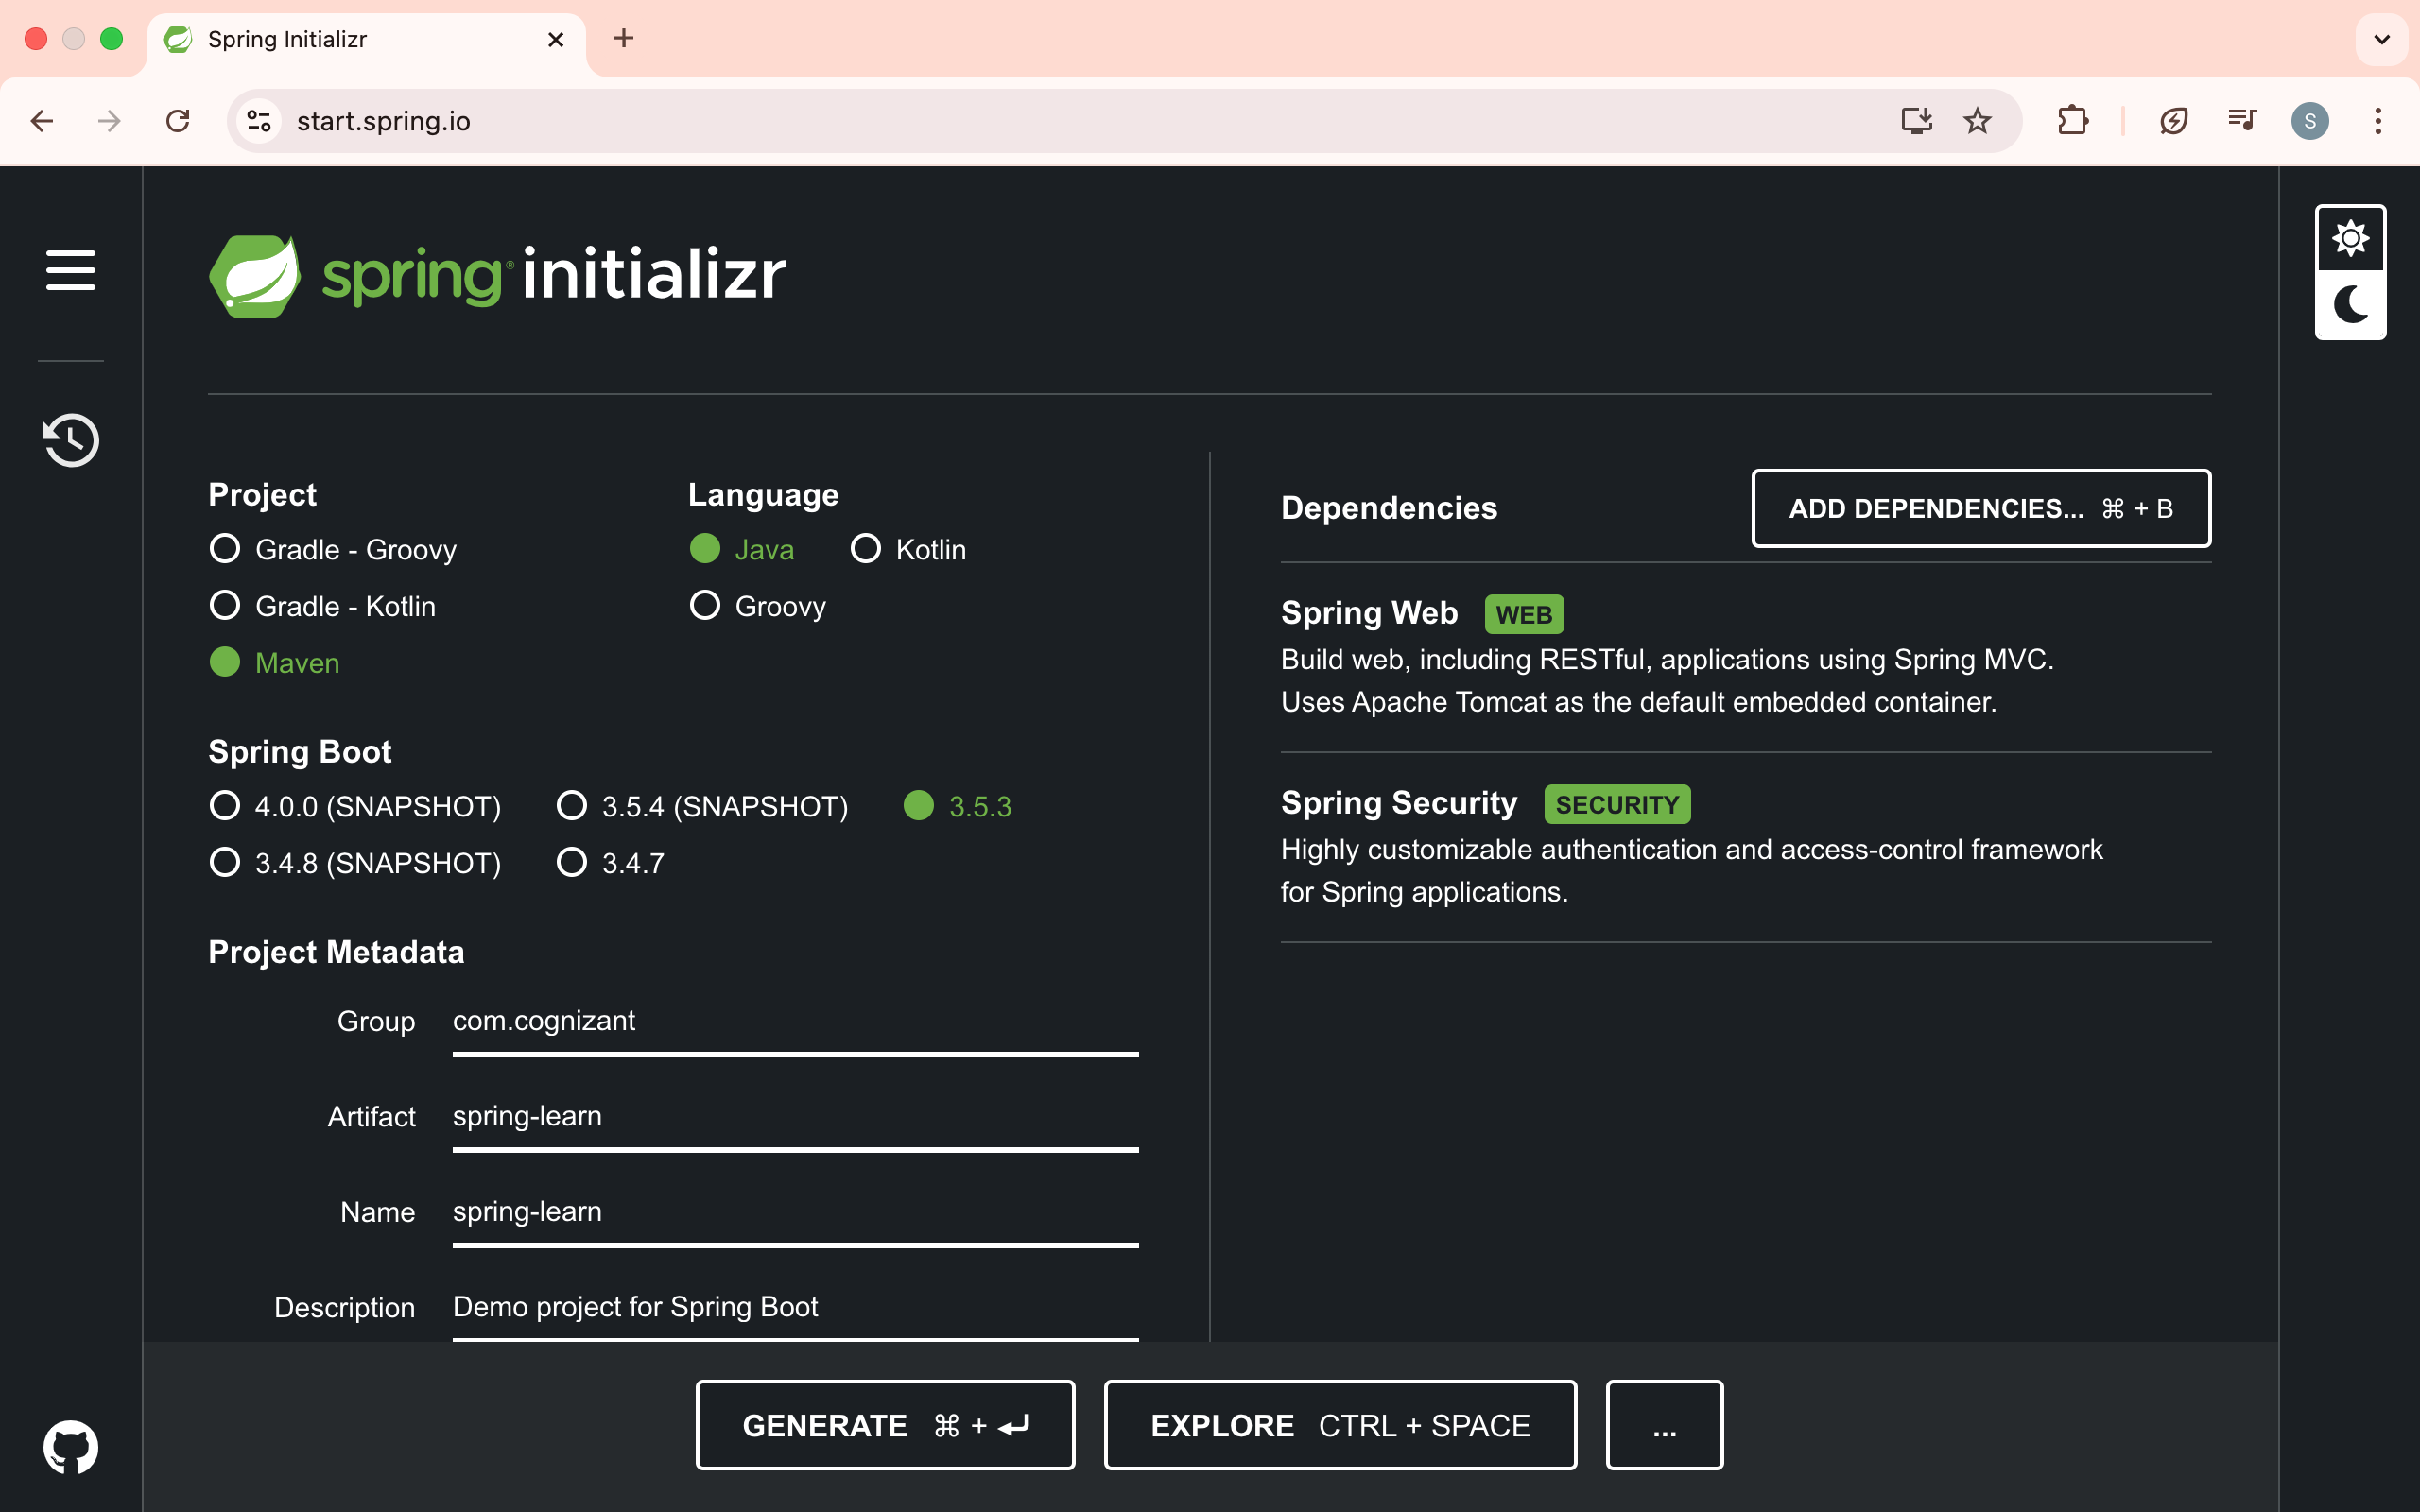 Spring Initializr
start.spring.io
S
spring initializr
Project
Gradle - Groovy
Gradle - Kotlin
Maven
Language
Java
Kotlin
Groovy
Spring Boot
4.0.0 (SNAPSHOT)
3.5.4 (SNAPSHOT)
3.5.3
3.4.8 (SNAPSHOT)
3.4.7
Project Metadata
Group com.cognizant
Artifact spring-learn
Name spring-learn
Description Demo project for Spring Boot
Dependencies
ADD DEPENDENCIES... ⌘ + B
Spring Web WEB
Build web, including RESTful, applications using Spring MVC.
Uses Apache Tomcat as the default embedded container.
Spring Security SECURITY
Highly customizable authentication and access-control framework
for Spring applications.
GENERATE ⌘ + ⏎
EXPLORE CTRL + SPACE
...